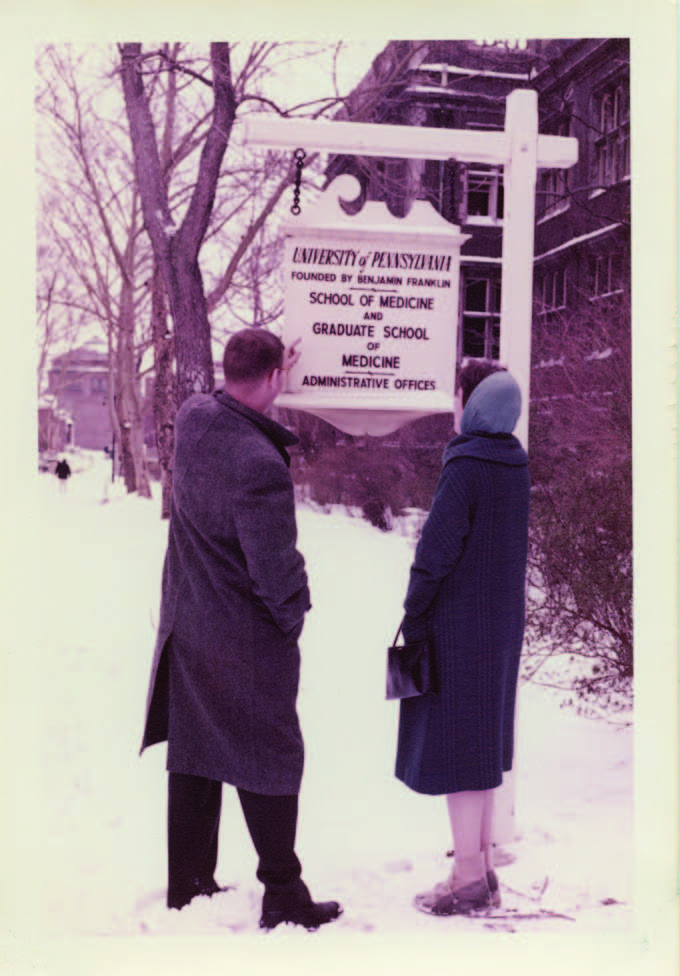 UNIVERSITY of PENNSYLVANIA
FOUNDED BY BENJAMIN FRANKLIN
SCHOOL OF MEDICINE
AND
GRADUATE SCHOOL
OF
MEDICINE
ADMINISTRATIVE OFFICES